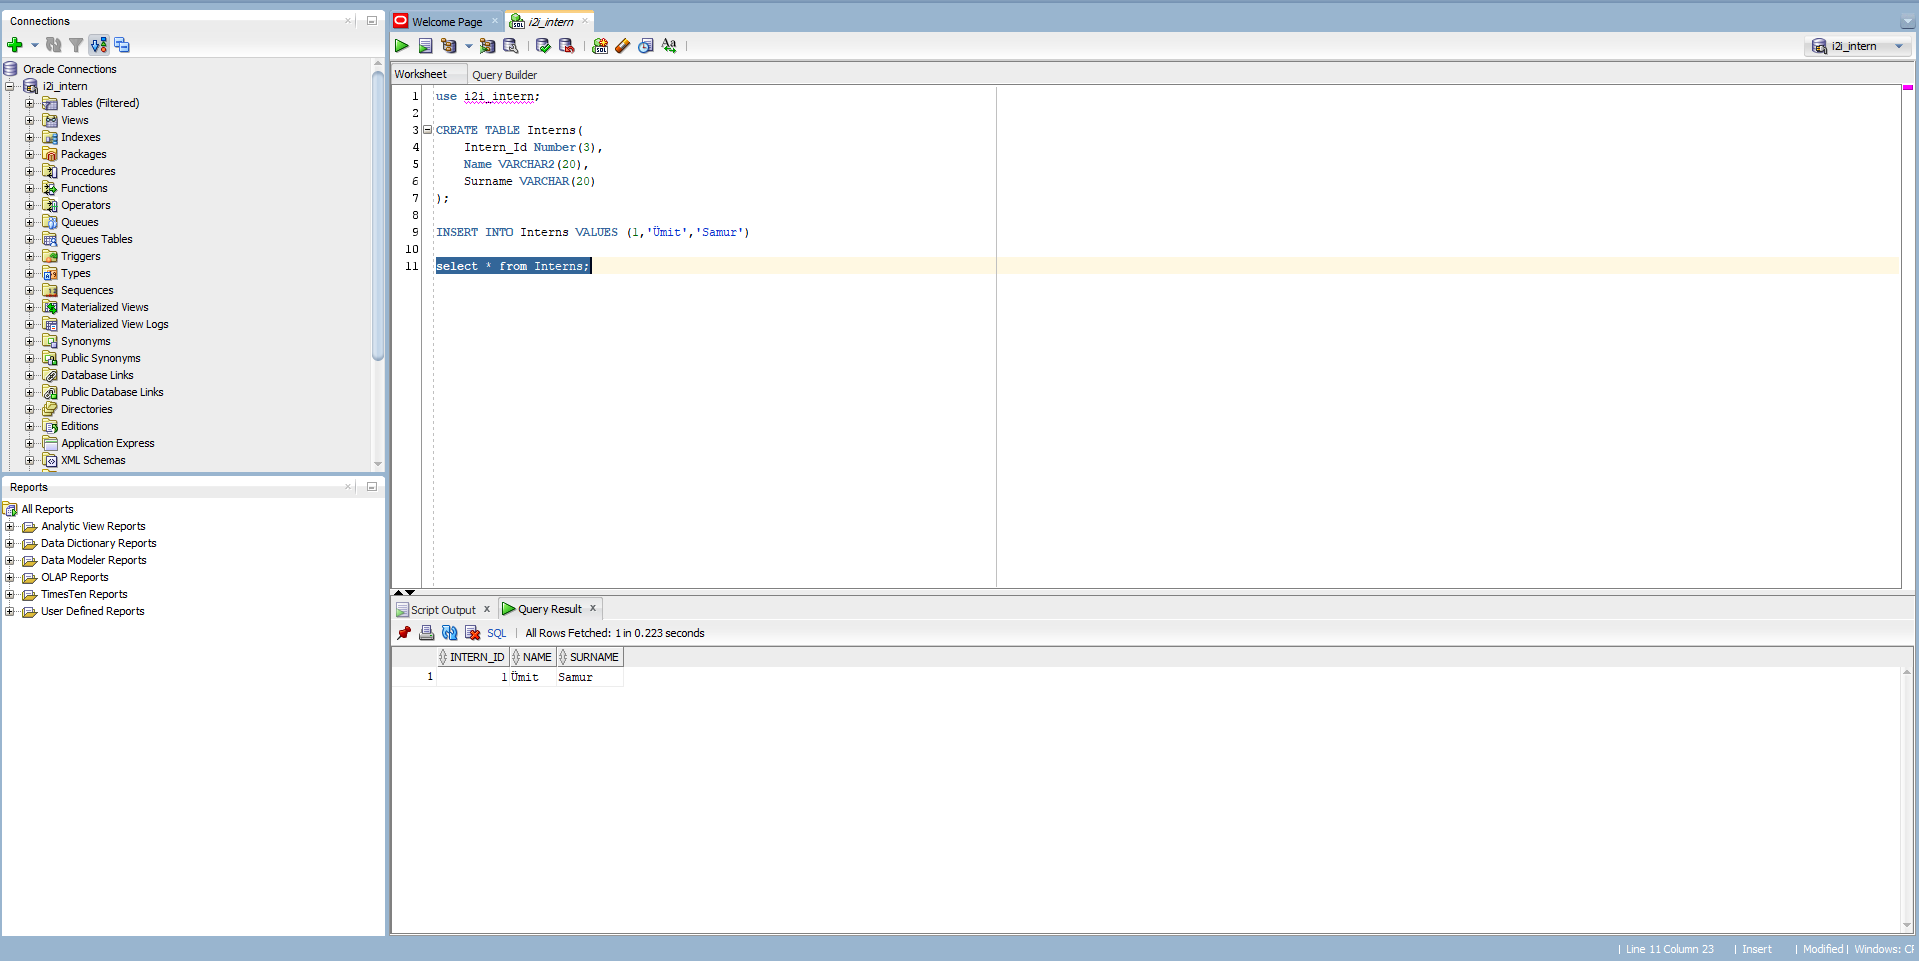 Connections
Oracle Connections
i2i_intern
Tables (Filtered)
Views
Indexes
Packages
Procedures
Functions
Operators
Queues
Queues Tables
Triggers
Types
Sequences
Materialized Views
Materialized View Logs
Synonyms
Public Synonyms
Database Links
Public Database Links
Directories
Editions
Application Express
XML Schemas
Reports
All Reports
Analytic View Reports
Data Dictionary Reports
Data Modeler Reports
OLAP Reports
TimesTen Reports
User Defined Reports
Welcome Page
i2i_intern
i2i_intern
Worksheet
Query Builder
1 use i2i_intern;
2
3 CREATE TABLE Interns(
4 Intern_Id Number(3),
5 Name VARCHAR2(20),
6 Surname VARCHAR(20)
7 );
8
9 INSERT INTO Interns VALUES (1,'Ümit','Samur')
10
11 select * from Interns;
Script Output
Query Result
SQL | All Rows Fetched: 1 in 0.223 seconds
INTERN_ID NAME SURNAME
1 1 Ümit Samur
| Line 11 Column 23 | Insert | Modified | Windows: CR